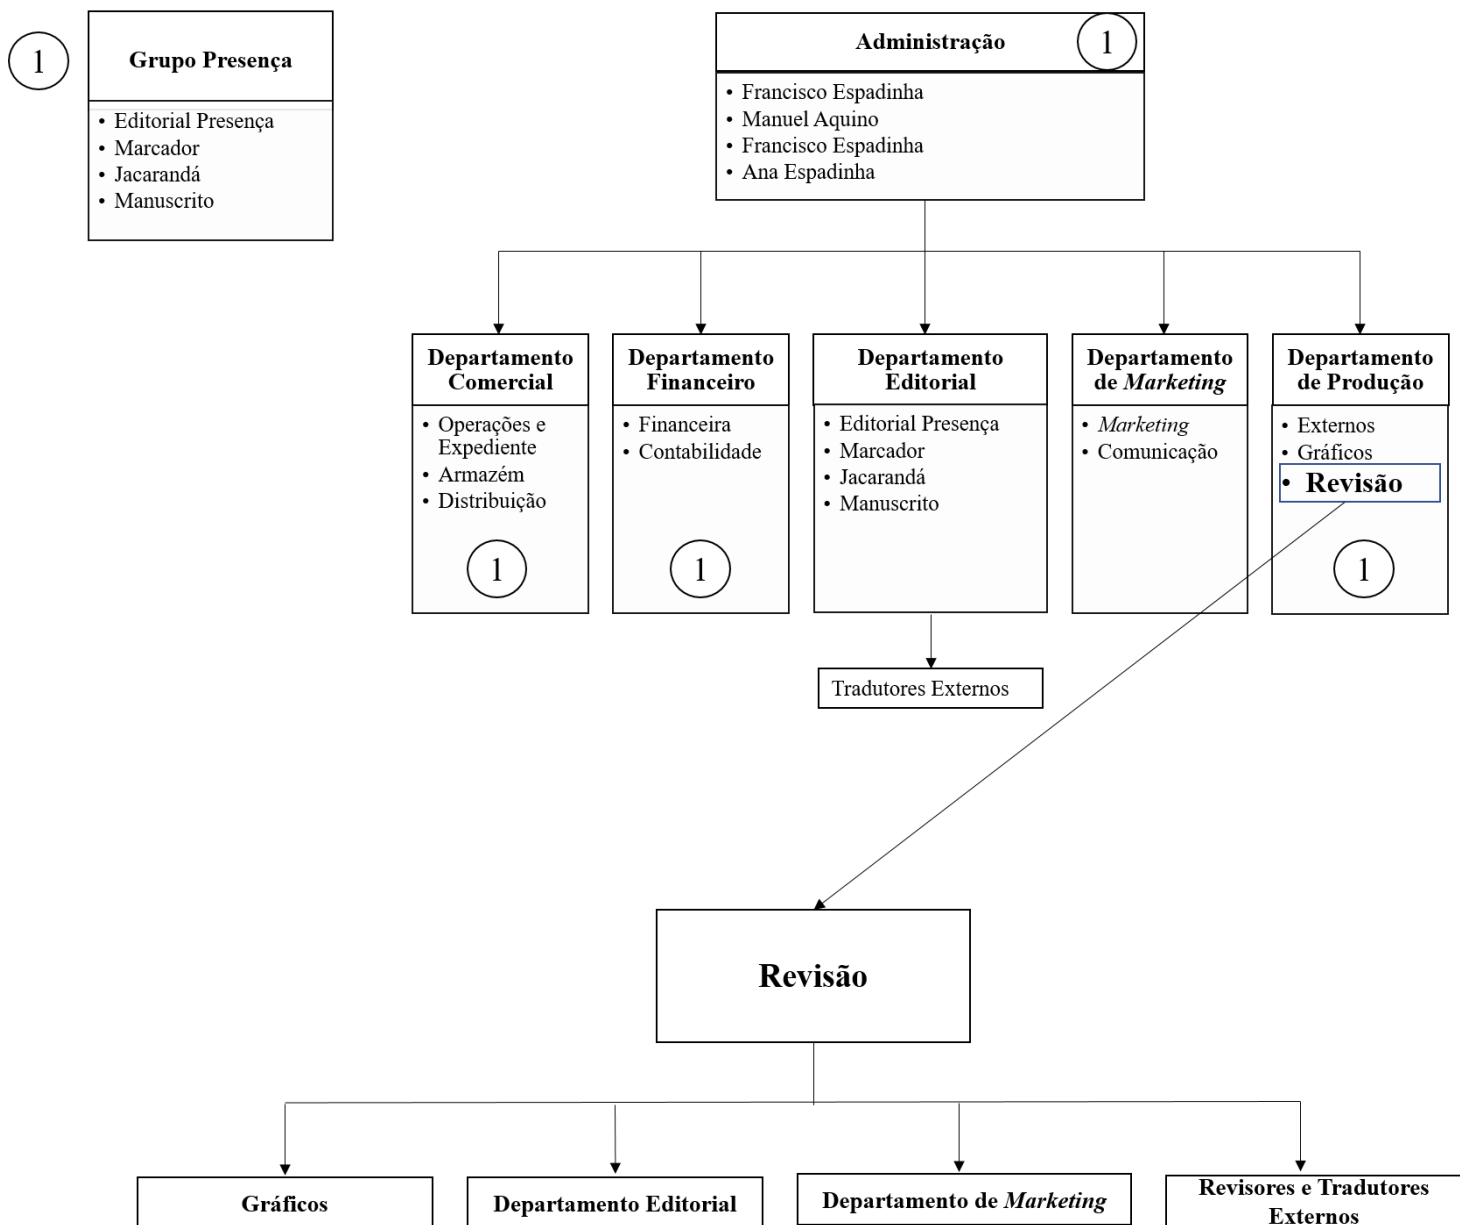 1
Grupo Presença
• Editorial Presença
• Marcador
• Jacarandá
• Manuscrito
Administração
1
• Francisco Espadinha
• Manuel Aquino
• Francisco Espadinha
• Ana Espadinha
Departamento
Comercial
• Operações e
Expediente
• Armazém
• Distribuição
1
Departamento
Financeiro
• Financeira
• Contabilidade
1
Departamento
Editorial
• Editorial Presença
• Marcador
• Jacarandá
• Manuscrito
Departamento
de Marketing
• Marketing
• Comunicação
Departamento
de Produção
• Externos
• Gráficos
• Revisão
1
Tradutores Externos
Revisão
Gráficos
Departamento Editorial
Departamento de Marketing
Revisores e Tradutores
Externos